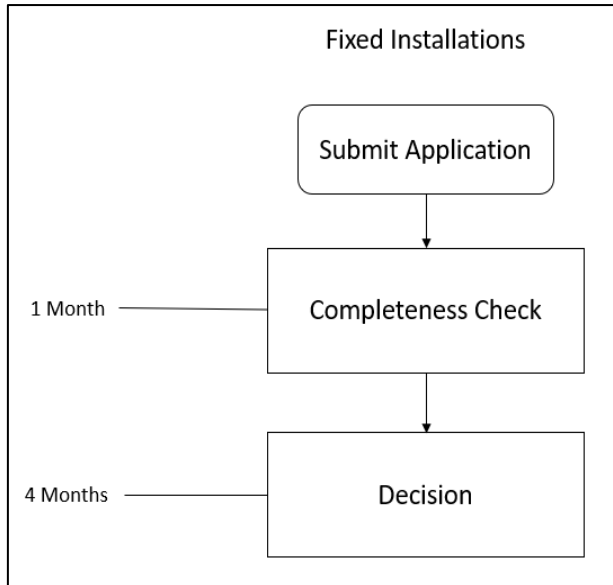 Fixed Installations
Submit Application
1 Month
Completeness Check
4 Months
Decision